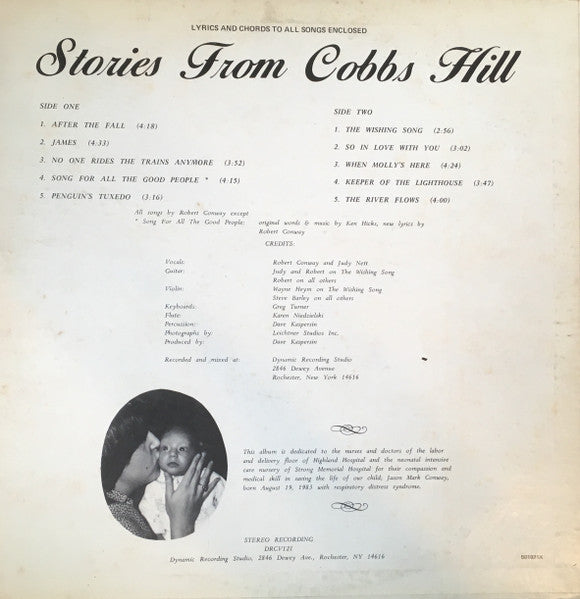 LYRICS AND CHORDS TO ALL SONGS ENCLOSED
Stories From Cobbs Hill
SIDE ONE
1. AFTER THE FALL (4:18)
2. JAMES (4:33)
3. NO ONE RIDES THE TRAINS ANYMORE (3:52)
4. SONG FOR ALL THE GOOD PEOPLE * (4:15)
5. PENGUIN'S TUXEDO (3:16)
SIDE TWO
1. THE WISHING SONG (2:56)
2. SO IN LOVE WITH YOU (3:02)
3. WHEN MOLLY'S HERE (4:24)
4. KEEPER OF THE LIGHTHOUSE (3:47)
5. THE RIVER FLOWS (4:00)
All songs by Robert Conway except
* Song For All The Good People: original words & music by Ken Hicks, new lyrics by
Robert Conway
CREDITS:
Vocals: Robert Conway and Judy Nett
Guitar: Judy and Robert on The Wishing Song
Robert on all others
Violin: Wayne Heym on The Wishing Song
Steve Barley on all others
Keyboards: Greg Turner
Flute: Karen Niedzielski
Percussion: Dave Kaspersin
Photographs by: Leichtner Studios Inc.
Produced by: Dave Kaspersin
Recorded and mixed at: Dynamic Recording Studio
2846 Dewey Avenue
Rochester, New York 14616
This album is dedicated to the nurses and doctors of the labor
and delivery floor of Highland Hospital and the neonatal intensive
care nursery of Strong Memorial Hospital for their compassion and
medical skill in saving the life of our child, Jason Mark Conway,
born August 19, 1983 with respiratory distress syndrome.
STEREO RECORDING
DRCV121
Dynamic Recording Studio, 2846 Dewey Ave., Rochester, NY 14616